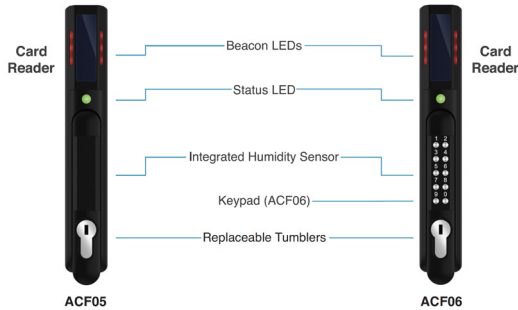 Card
Reader
Beacon LEDs
Card
Reader
Status LED
Integrated Humidity Sensor
Keypad (ACF06)
Replaceable Tumblers
1 2
3 4
5 6
7 8
9 0
ACF05
ACF06